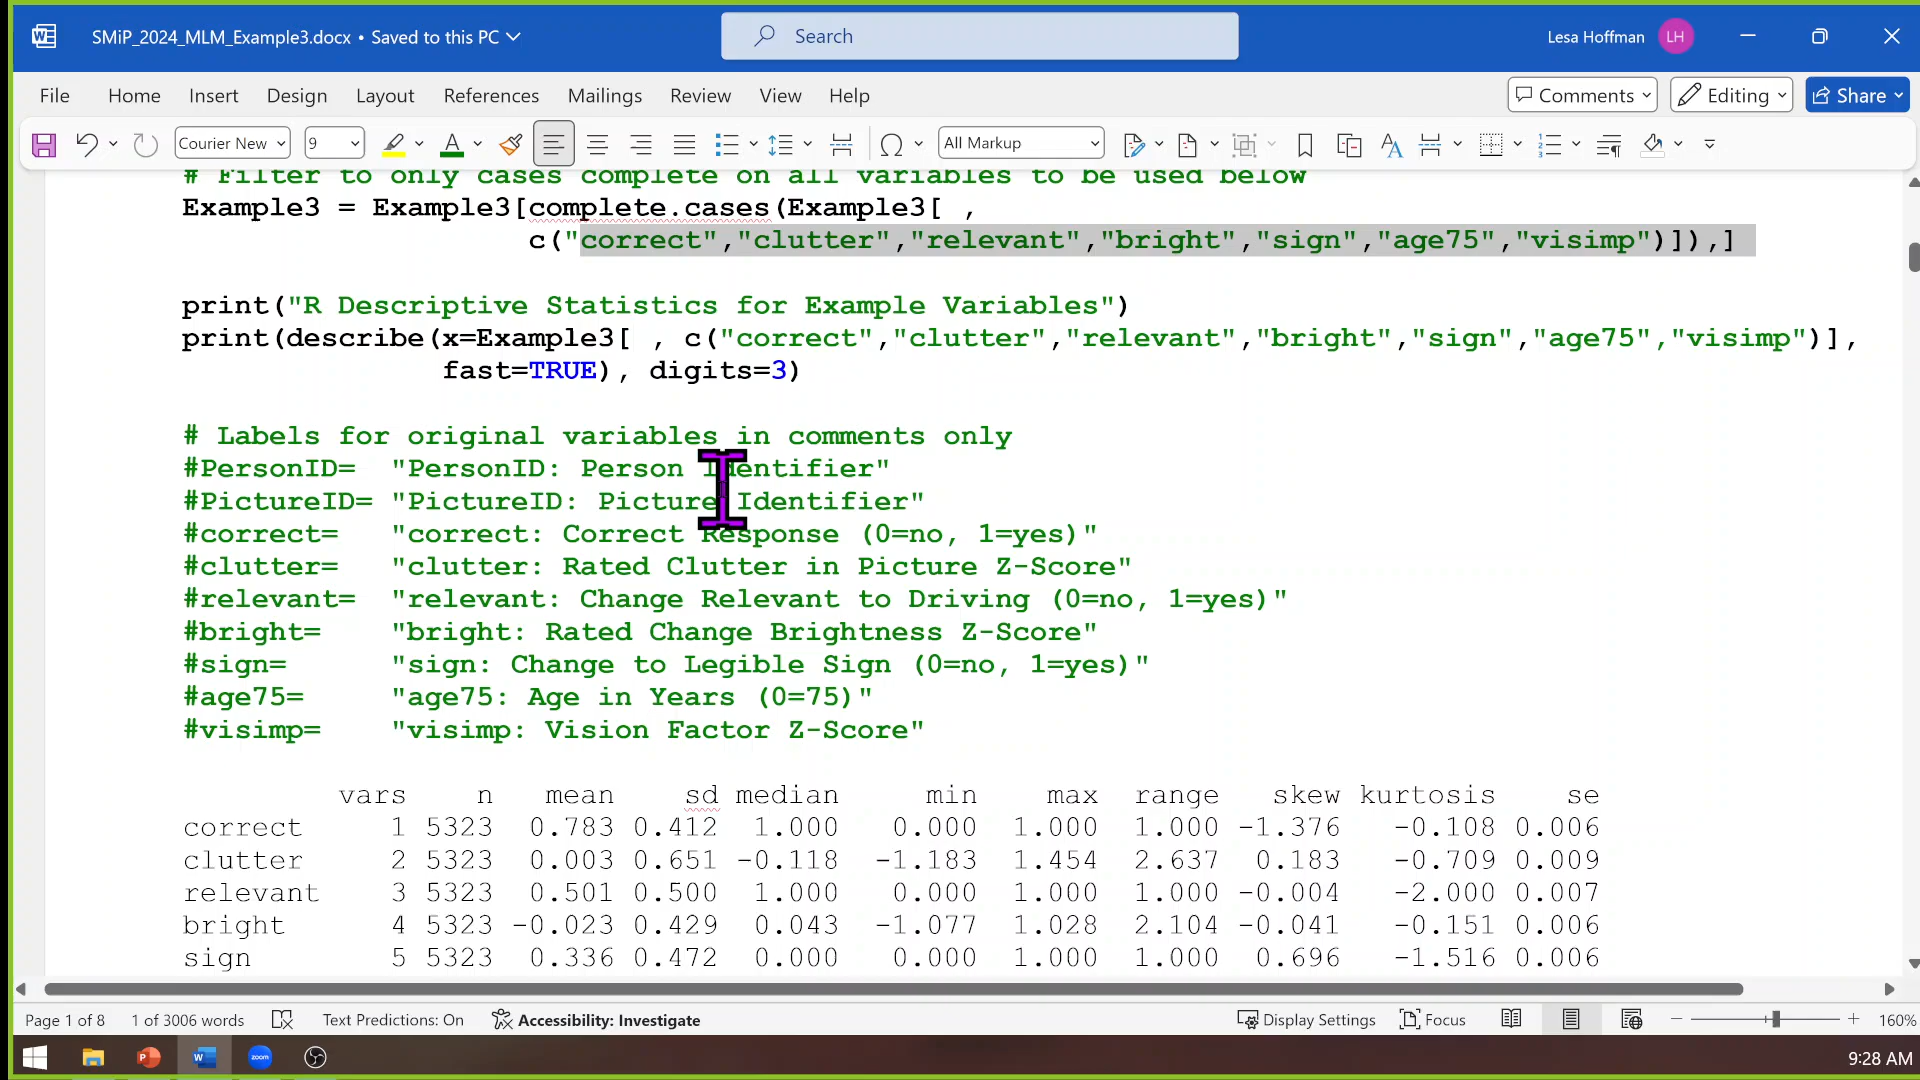 SMiP_2024_MLM_Example3.docx • Saved to this PC
Search
Lesa Hoffman
LH
File Home Insert Design Layout References Mailings Review View Help
Comments Editing Share
Courier New 9 All Markup
# Filter to only cases complete on all variables to be used below
Example3 = Example3[complete.cases(Example3[ ,
c("correct","clutter","relevant","bright","sign","age75","visimp")]),]
print("R Descriptive Statistics for Example Variables")
print(describe(x=Example3[ , c("correct","clutter","relevant","bright","sign","age75","visimp")],
fast=TRUE), digits=3)
# Labels for original variables in comments only
#PersonID= "PersonID: Person Identifier"
#PictureID= "PictureID: Picture Identifier"
#correct= "correct: Correct Response (0=no, 1=yes)"
#clutter= "clutter: Rated Clutter in Picture Z-Score"
#relevant= "relevant: Change Relevant to Driving (0=no, 1=yes)"
#bright= "bright: Rated Change Brightness Z-Score"
#sign= "sign: Change to Legible Sign (0=no, 1=yes)"
#age75= "age75: Age in Years (0=75)"
#visimp= "visimp: Vision Factor Z-Score"
vars n mean sd median min max range skew kurtosis se
correct 1 5323 0.783 0.412 1.000 0.000 1.000 1.000 -1.376 -0.108 0.006
clutter 2 5323 0.003 0.651 -0.118 -1.183 1.454 2.637 0.183 -0.709 0.009
relevant 3 5323 0.501 0.500 1.000 0.000 1.000 1.000 -0.004 -2.000 0.007
bright 4 5323 -0.023 0.429 0.043 -1.077 1.028 2.104 -0.041 -0.151 0.006
sign 5 5323 0.336 0.472 0.000 0.000 1.000 1.000 0.696 -1.516 0.006
Page 1 of 8 1 of 3006 words Text Predictions: On Accessibility: Investigate Display Settings Focus 160%
zoom
9:28 AM